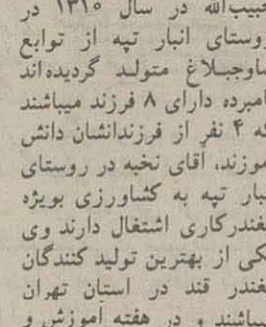 حبیب‌الله در سال ۱۳۱۰ در
روستای انبار تپه از توابع
ساوجبلاغ متولد گردیده‌اند
نامبرده دارای ۸ فرزند میباشند
که ۴ نفر از فرزندانشان دانش
آموزند، آقای نخبه در روستای
انبار تپه به کشاورزی بویژه
چغندرکاری اشتغال دارند وی
یکی از بهترین تولید کنندگان
چغندر قند در استان تهران
میباشند و در هفته آموزش و